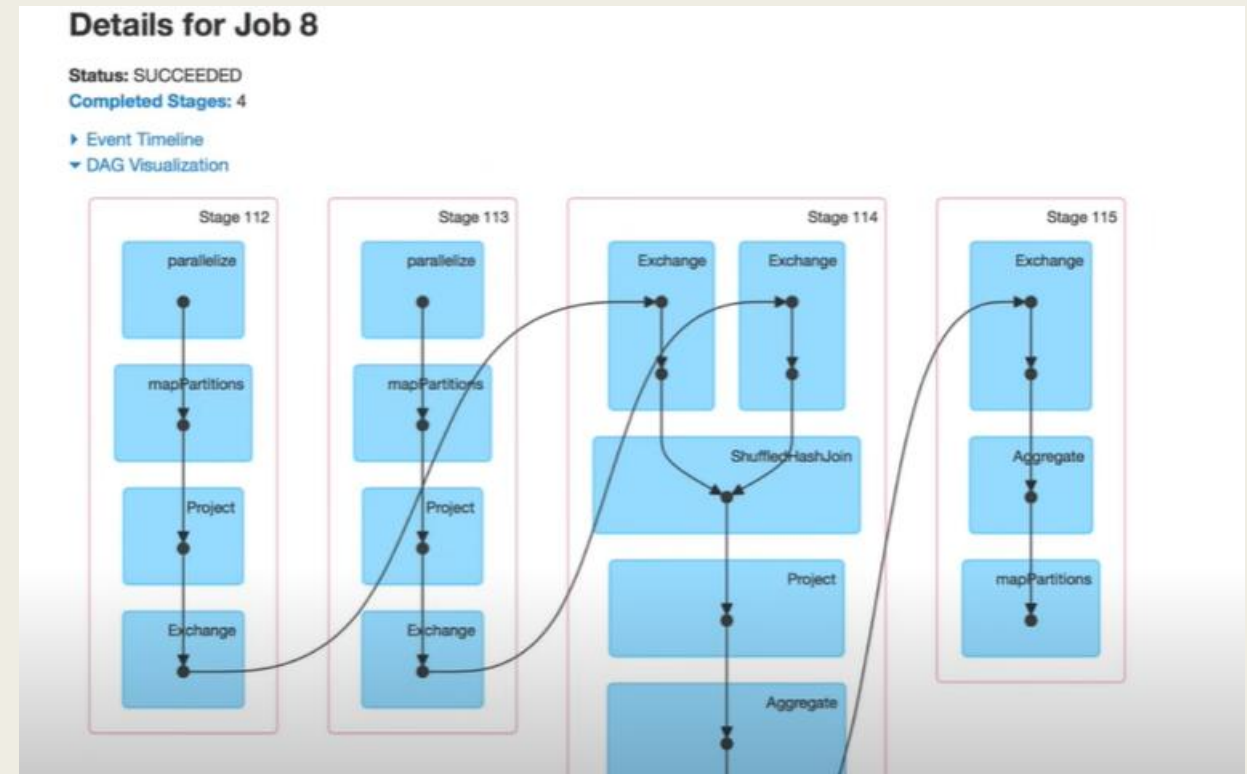 Details for Job 8
Status: SUCCEEDED
Completed Stages: 4
Event Timeline
DAG Visualization
Stage 112
parallelize
mapPartitions
Project
Exchange
Stage 113
parallelize
mapPartitions
Project
Exchange
Stage 114
Exchange Exchange
ShuffledHashJoin
Project
Aggregate
Stage 115
Exchange
Aggregate
mapPartitions